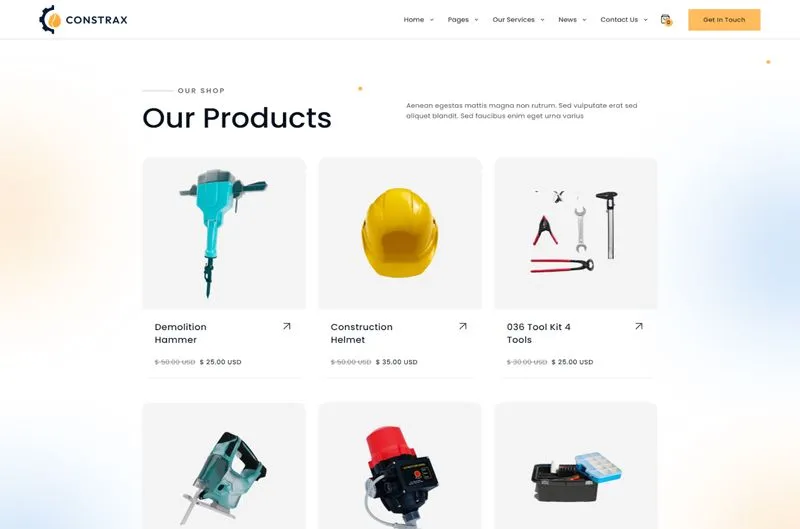 CONSTRAX
Home
Pages
Our Services
News
Contact Us
0
Get In Touch
OUR SHOP
Our Products
Aenean egestas mattis magna non rutrum. Sed vulputate erat sed
aliquet blandit. Sed faucibus enim eget urna varius
Demolition
Hammer
$ 50.00 USD $ 25.00 USD
Construction
Helmet
$ 50.00 USD $ 35.00 USD
036 Tool Kit 4
Tools
$ 30.00 USD $ 25.00 USD